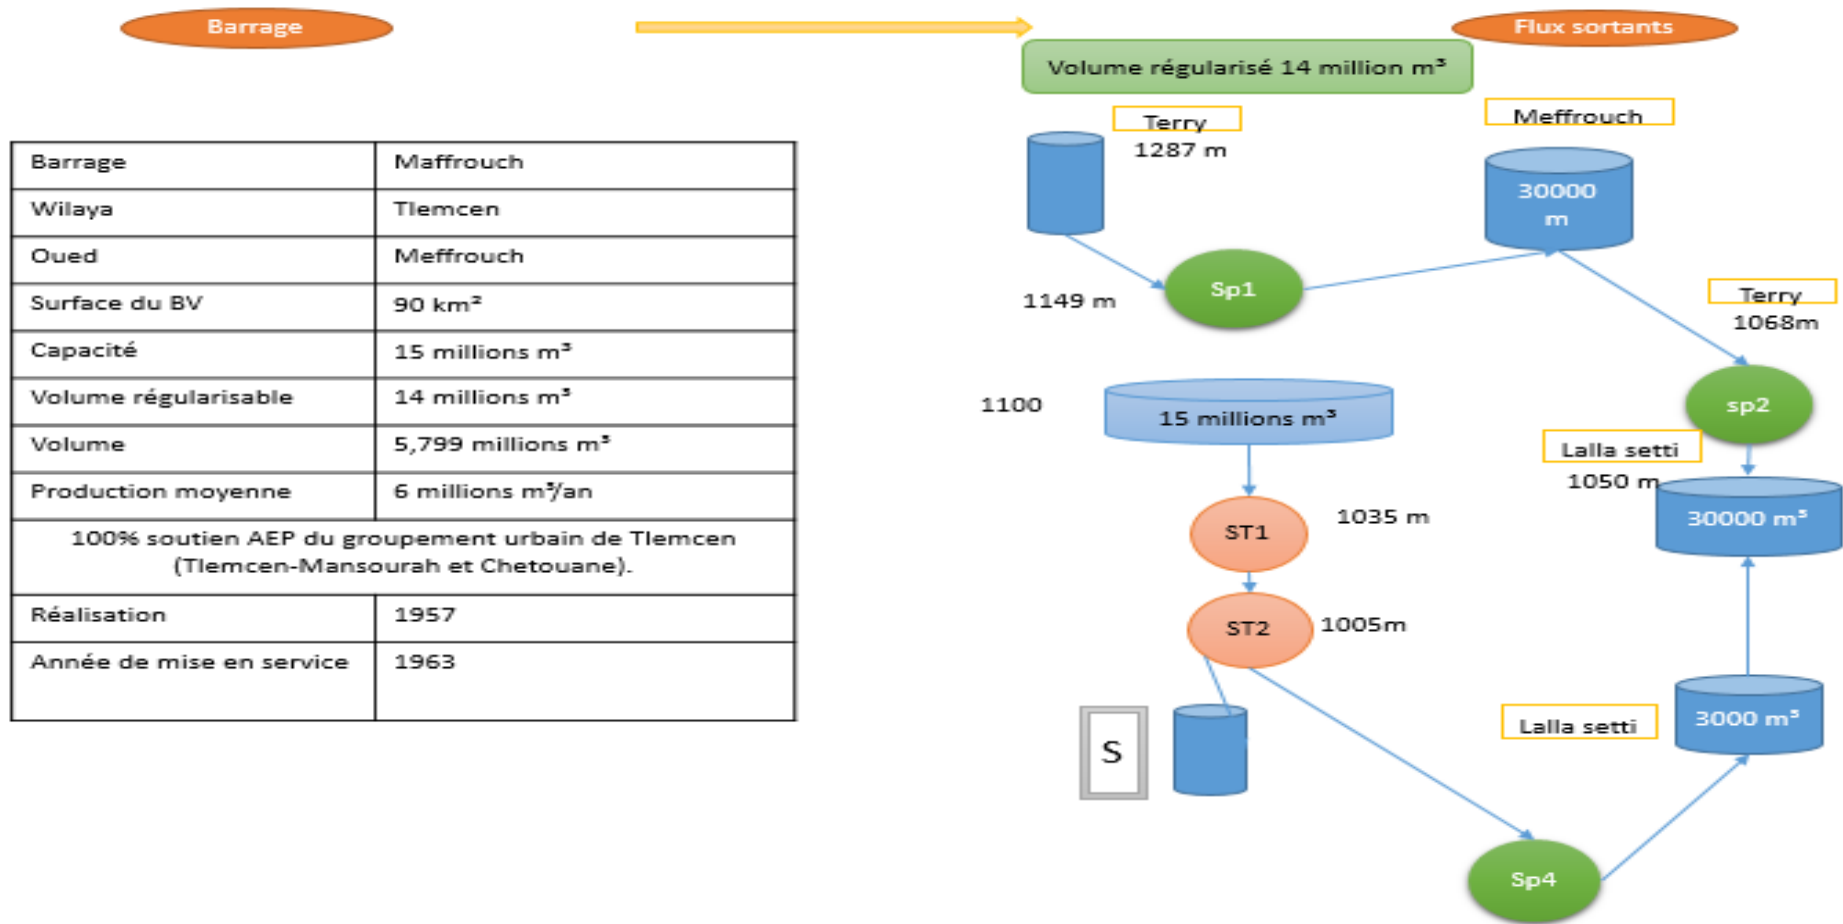 Barrage
Flux sortants
Volume régularisé 14 million m³
Barrage Maffrouch
Wilaya Tlemcen
Oued Meffrouch
Surface du BV 90 km²
Capacité 15 millions m³
Volume régularisable 14 millions m³
Volume 5,799 millions m³
Production moyenne 6 millions m³/an
100% soutien AEP du groupement urbain de Tlemcen
(Tlemcen-Mansourah et Chetouane).
Réalisation 1957
Année de mise en service 1963
Terry
1287 m
Meffrouch
30000
m
1149 m
Sp1
Terry
1068m
sp2
1100
15 millions m³
Lalla setti
1050 m
30000 m³
ST1
1035 m
ST2
1005m
S
Lalla setti
3000 m³
Sp4